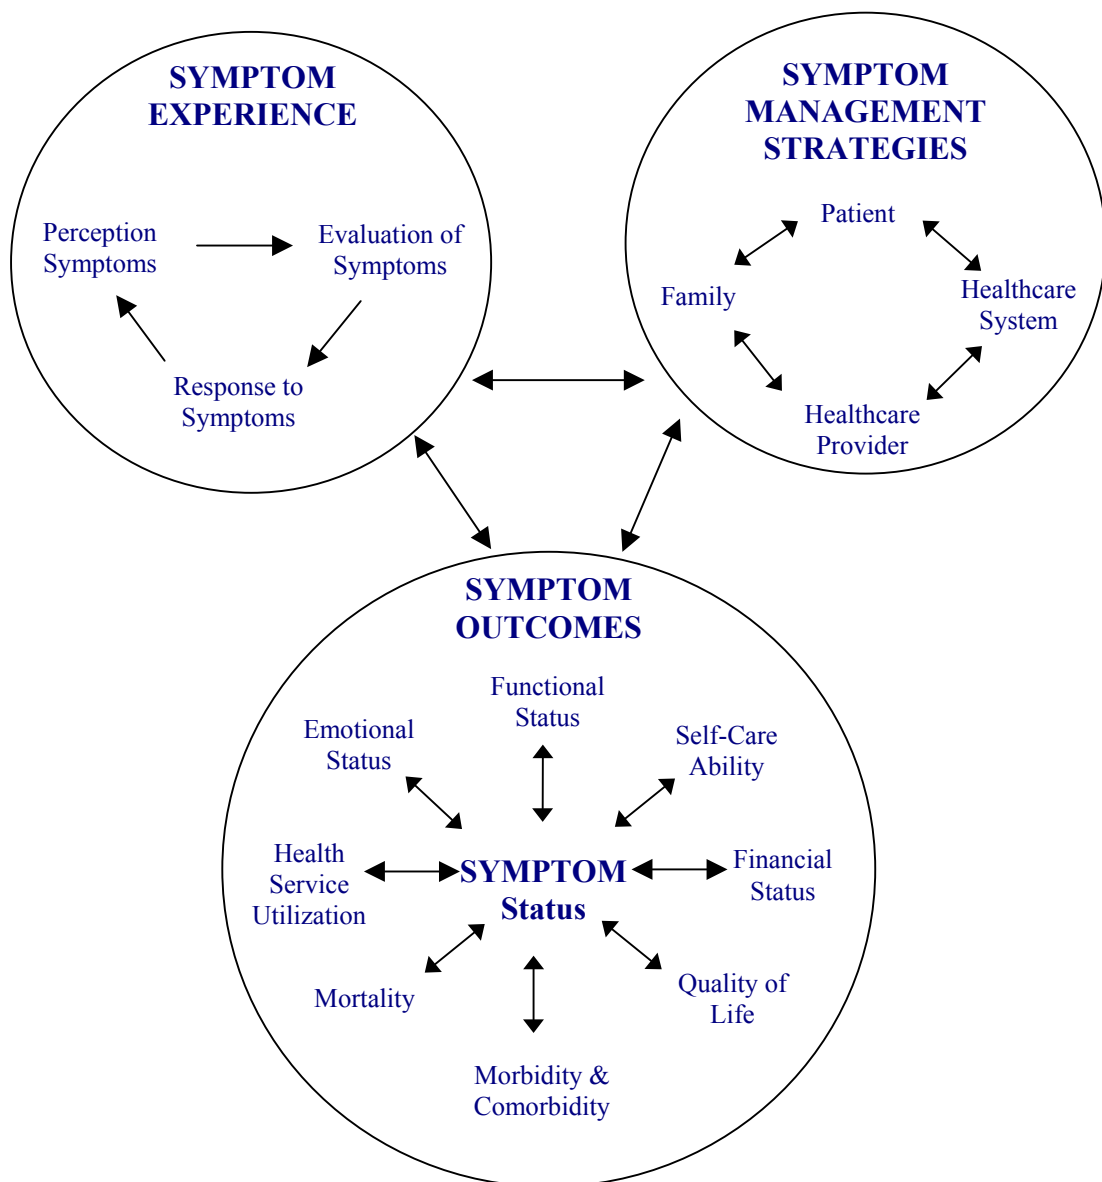 SYMPTOM
EXPERIENCE
Perception
Symptoms
Evaluation of
Symptoms
Response to
Symptoms
SYMPTOM
MANAGEMENT
STRATEGIES
Patient
Family
Healthcare
System
Healthcare
Provider
SYMPTOM
OUTCOMES
Functional
Status
Emotional
Status
Self-Care
Ability
Health
Service
Utilization
SYMPTOM
Status
Financial
Status
Mortality
Quality of
Life
Morbidity &
Comorbidity